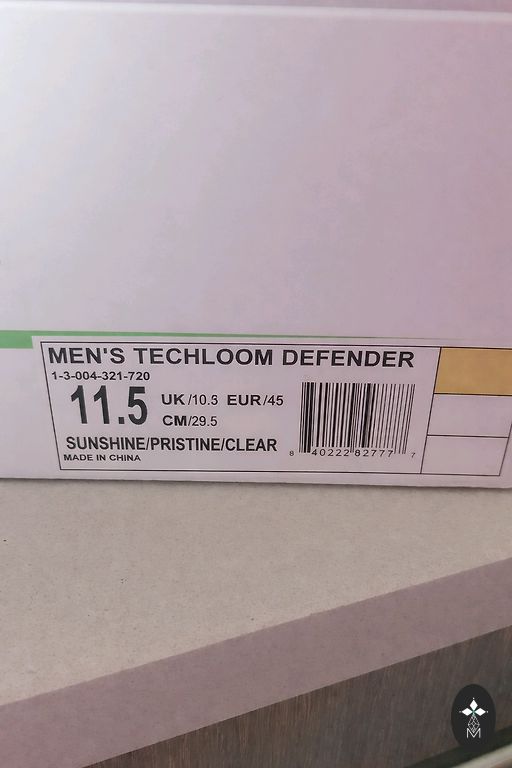 MEN'S TECHLOOM DEFENDER
1-3-004-321-720
11.5 UK/10.5 EUR/45
CM/29.5
SUNSHINE/PRISTINE/CLEAR
MADE IN CHINA
8 40222 82777 7
M